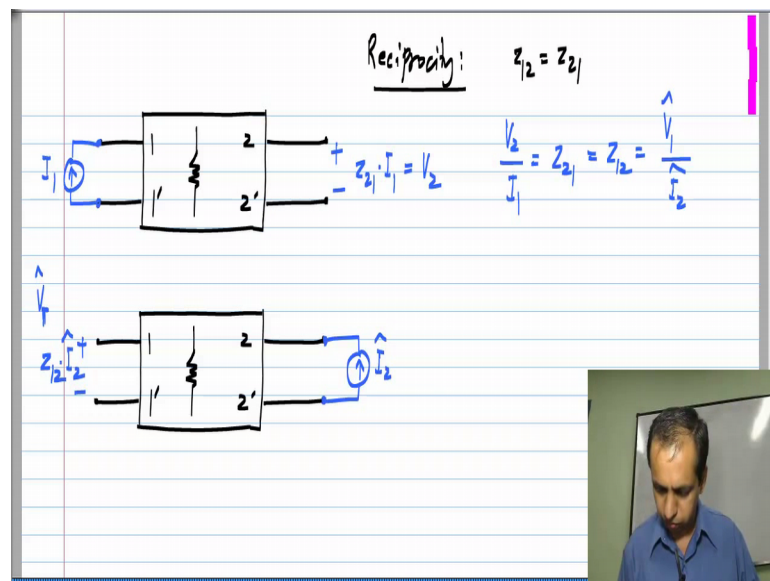 Reciprocity: z₁₂ = z₂₁
I₁ 1 2 + z₂₁·I₁ = V₂ V₂/I₁ = Z₂₁ = Z₁₂ = V̂₁/Î₂
1' 2' −
V̂₁
z₁₂·Î₂ + 1 2 Î₂
− 1' 2'